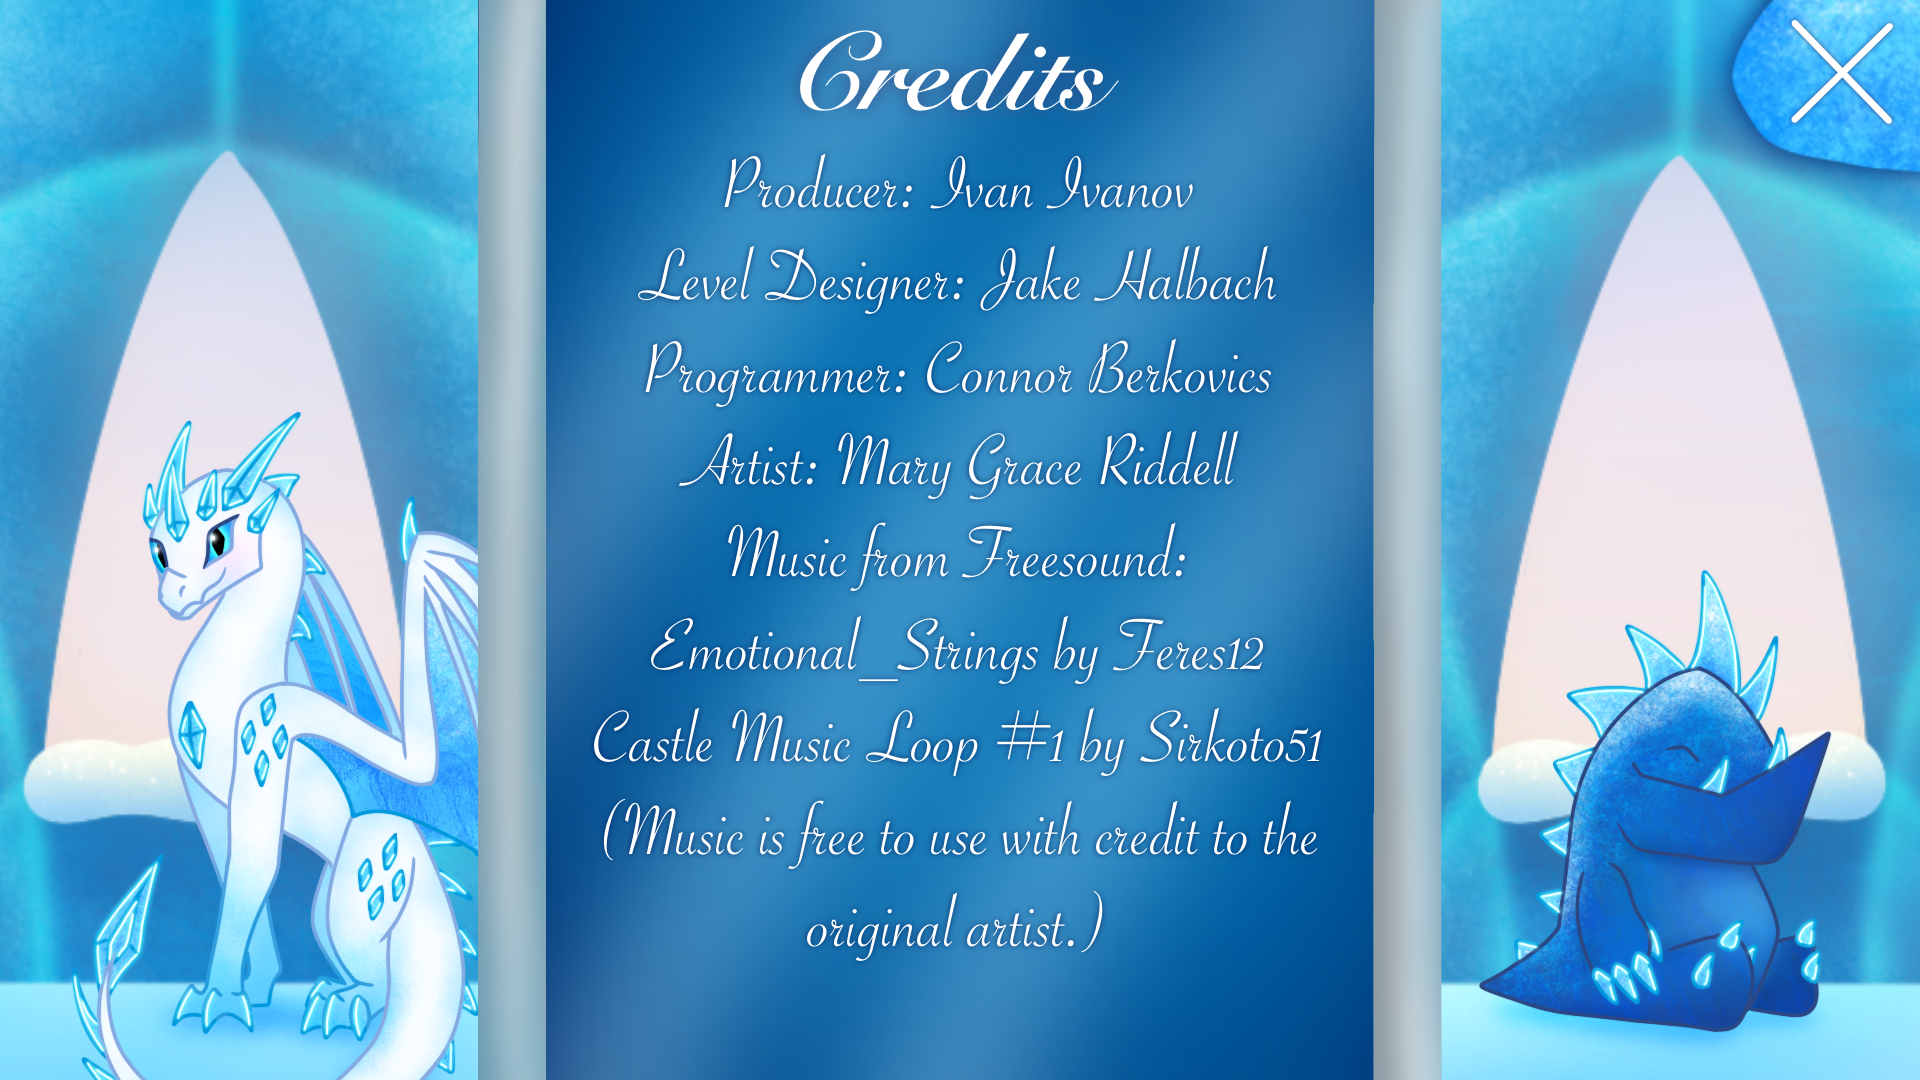 Credits
Producer: Ivan Ivanov
Level Designer: Jake Halbach
Programmer: Connor Berkovics
Artist: Mary Grace Riddell
Music from Freesound:
Emotional_Strings by Feres12
Castle Music Loop #1 by Sirkoto51
(Music is free to use with credit to the
original artist.)